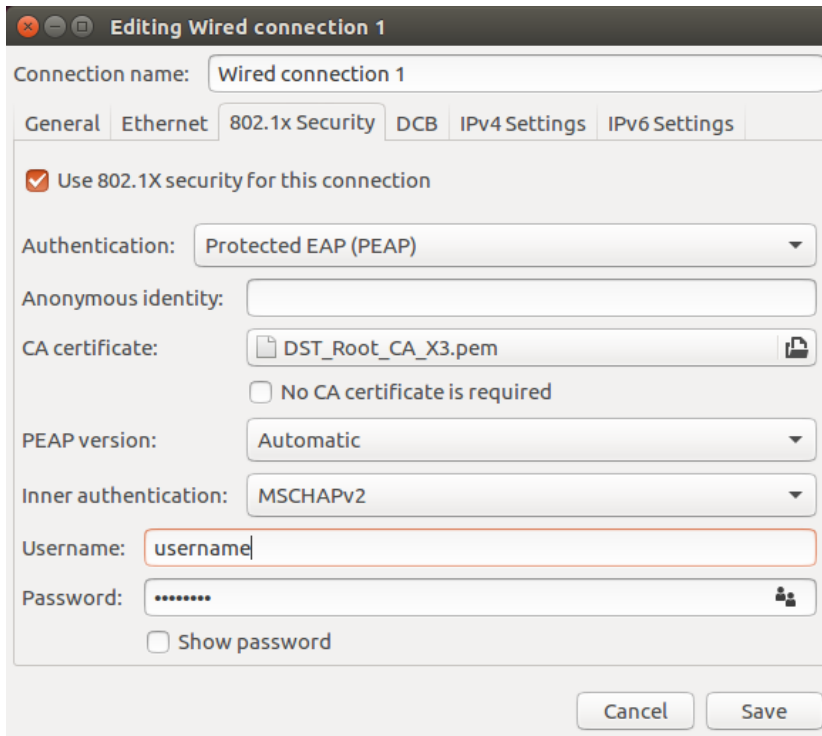 Editing Wired connection 1
Connection name: Wired connection 1
General Ethernet 802.1x Security DCB IPv4 Settings IPv6 Settings
Use 802.1X security for this connection
Authentication: Protected EAP (PEAP)
Anonymous identity:
CA certificate: DST_Root_CA_X3.pem
No CA certificate is required
PEAP version: Automatic
Inner authentication: MSCHAPv2
Username: username
Password: ••••••••
Show password
Cancel Save